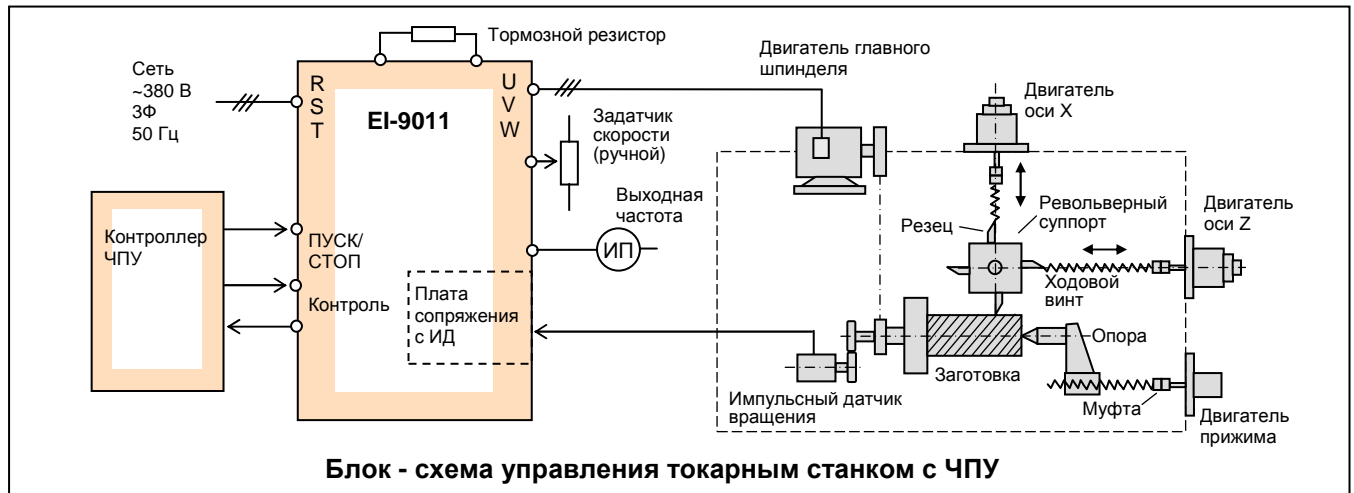 Тормозной резистор
Сеть
~380 В
3Ф
50 Гц
R
S
T
EI-9011
U
V
W
Двигатель главного
шпинделя
Двигатель
оси X
Задатчик
скорости
(ручной)
Выходная
частота
ИП
Контроллер
ЧПУ
ПУСК/
СТОП
Контроль
Плата
сопряжения
с ИД
Резец
Револьверный
суппорт
Двигатель
оси Z
Ходовой
винт
Опора
Заготовка
Импульсный датчик
вращения
Муфта
Двигатель
прижима
Блок - схема управления токарным станком с ЧПУ